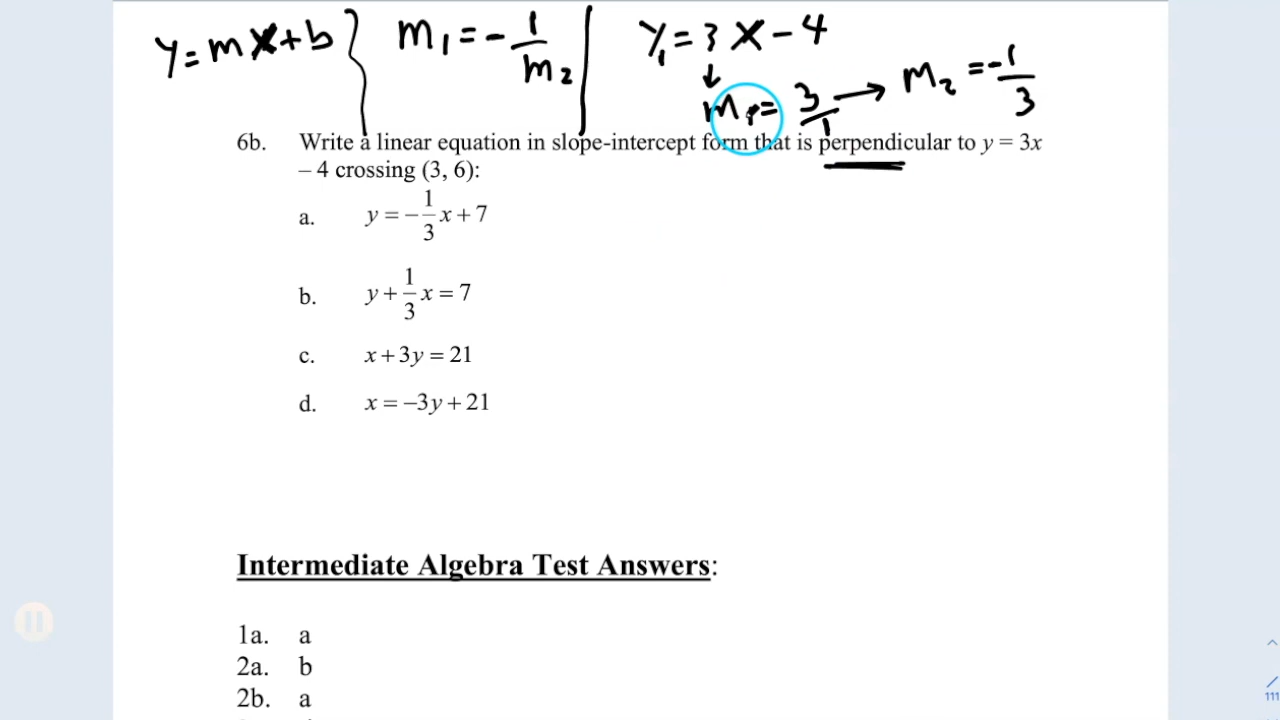 y = mx + b } m₁ = -1/m₂ | y₁ = 3x - 4
m₁ = 3/1 → m₂ = -1/3
6b. Write a linear equation in slope-intercept form that is perpendicular to y = 3x
– 4 crossing (3, 6):
a. y = -1/3 x + 7
b. y + 1/3 x = 7
c. x + 3y = 21
d. x = -3y + 21
Intermediate Algebra Test Answers:
1a. a
2a. b
2b. a
111